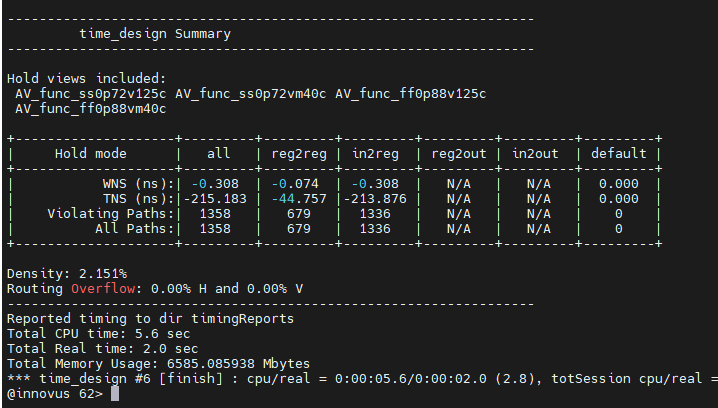 ------------------------------------------------------------------
         time_design Summary
------------------------------------------------------------------
Hold views included:
 AV_func_ss0p72v125c AV_func_ss0p72vm40c AV_func_ff0p88v125c
 AV_func_ff0p88vm40c
+--------------------+---------+---------+---------+---------+---------+---------+
|     Hold mode      |   all   | reg2reg | in2reg  | reg2out | in2out  | default |
+--------------------+---------+---------+---------+---------+---------+---------+
|           WNS (ns):| -0.308  | -0.074  | -0.308  |   N/A   |   N/A   |  0.000  |
|           TNS (ns):|-215.183 | -44.757 |-213.876 |   N/A   |   N/A   |  0.000  |
|    Violating Paths:|  1358   |   679   |  1336   |   N/A   |   N/A   |    0    |
|          All Paths:|  1358   |   679   |  1336   |   N/A   |   N/A   |    0    |
+--------------------+---------+---------+---------+---------+---------+---------+
Density: 2.151%
Routing Overflow: 0.00% H and 0.00% V
------------------------------------------------------------------
Reported timing to dir timingReports
Total CPU time: 5.6 sec
Total Real time: 2.0 sec
Total Memory Usage: 6585.085938 Mbytes
*** time_design #6 [finish] : cpu/real = 0:00:05.6/0:00:02.0 (2.8), totSession cpu/real =
@innovus 62>